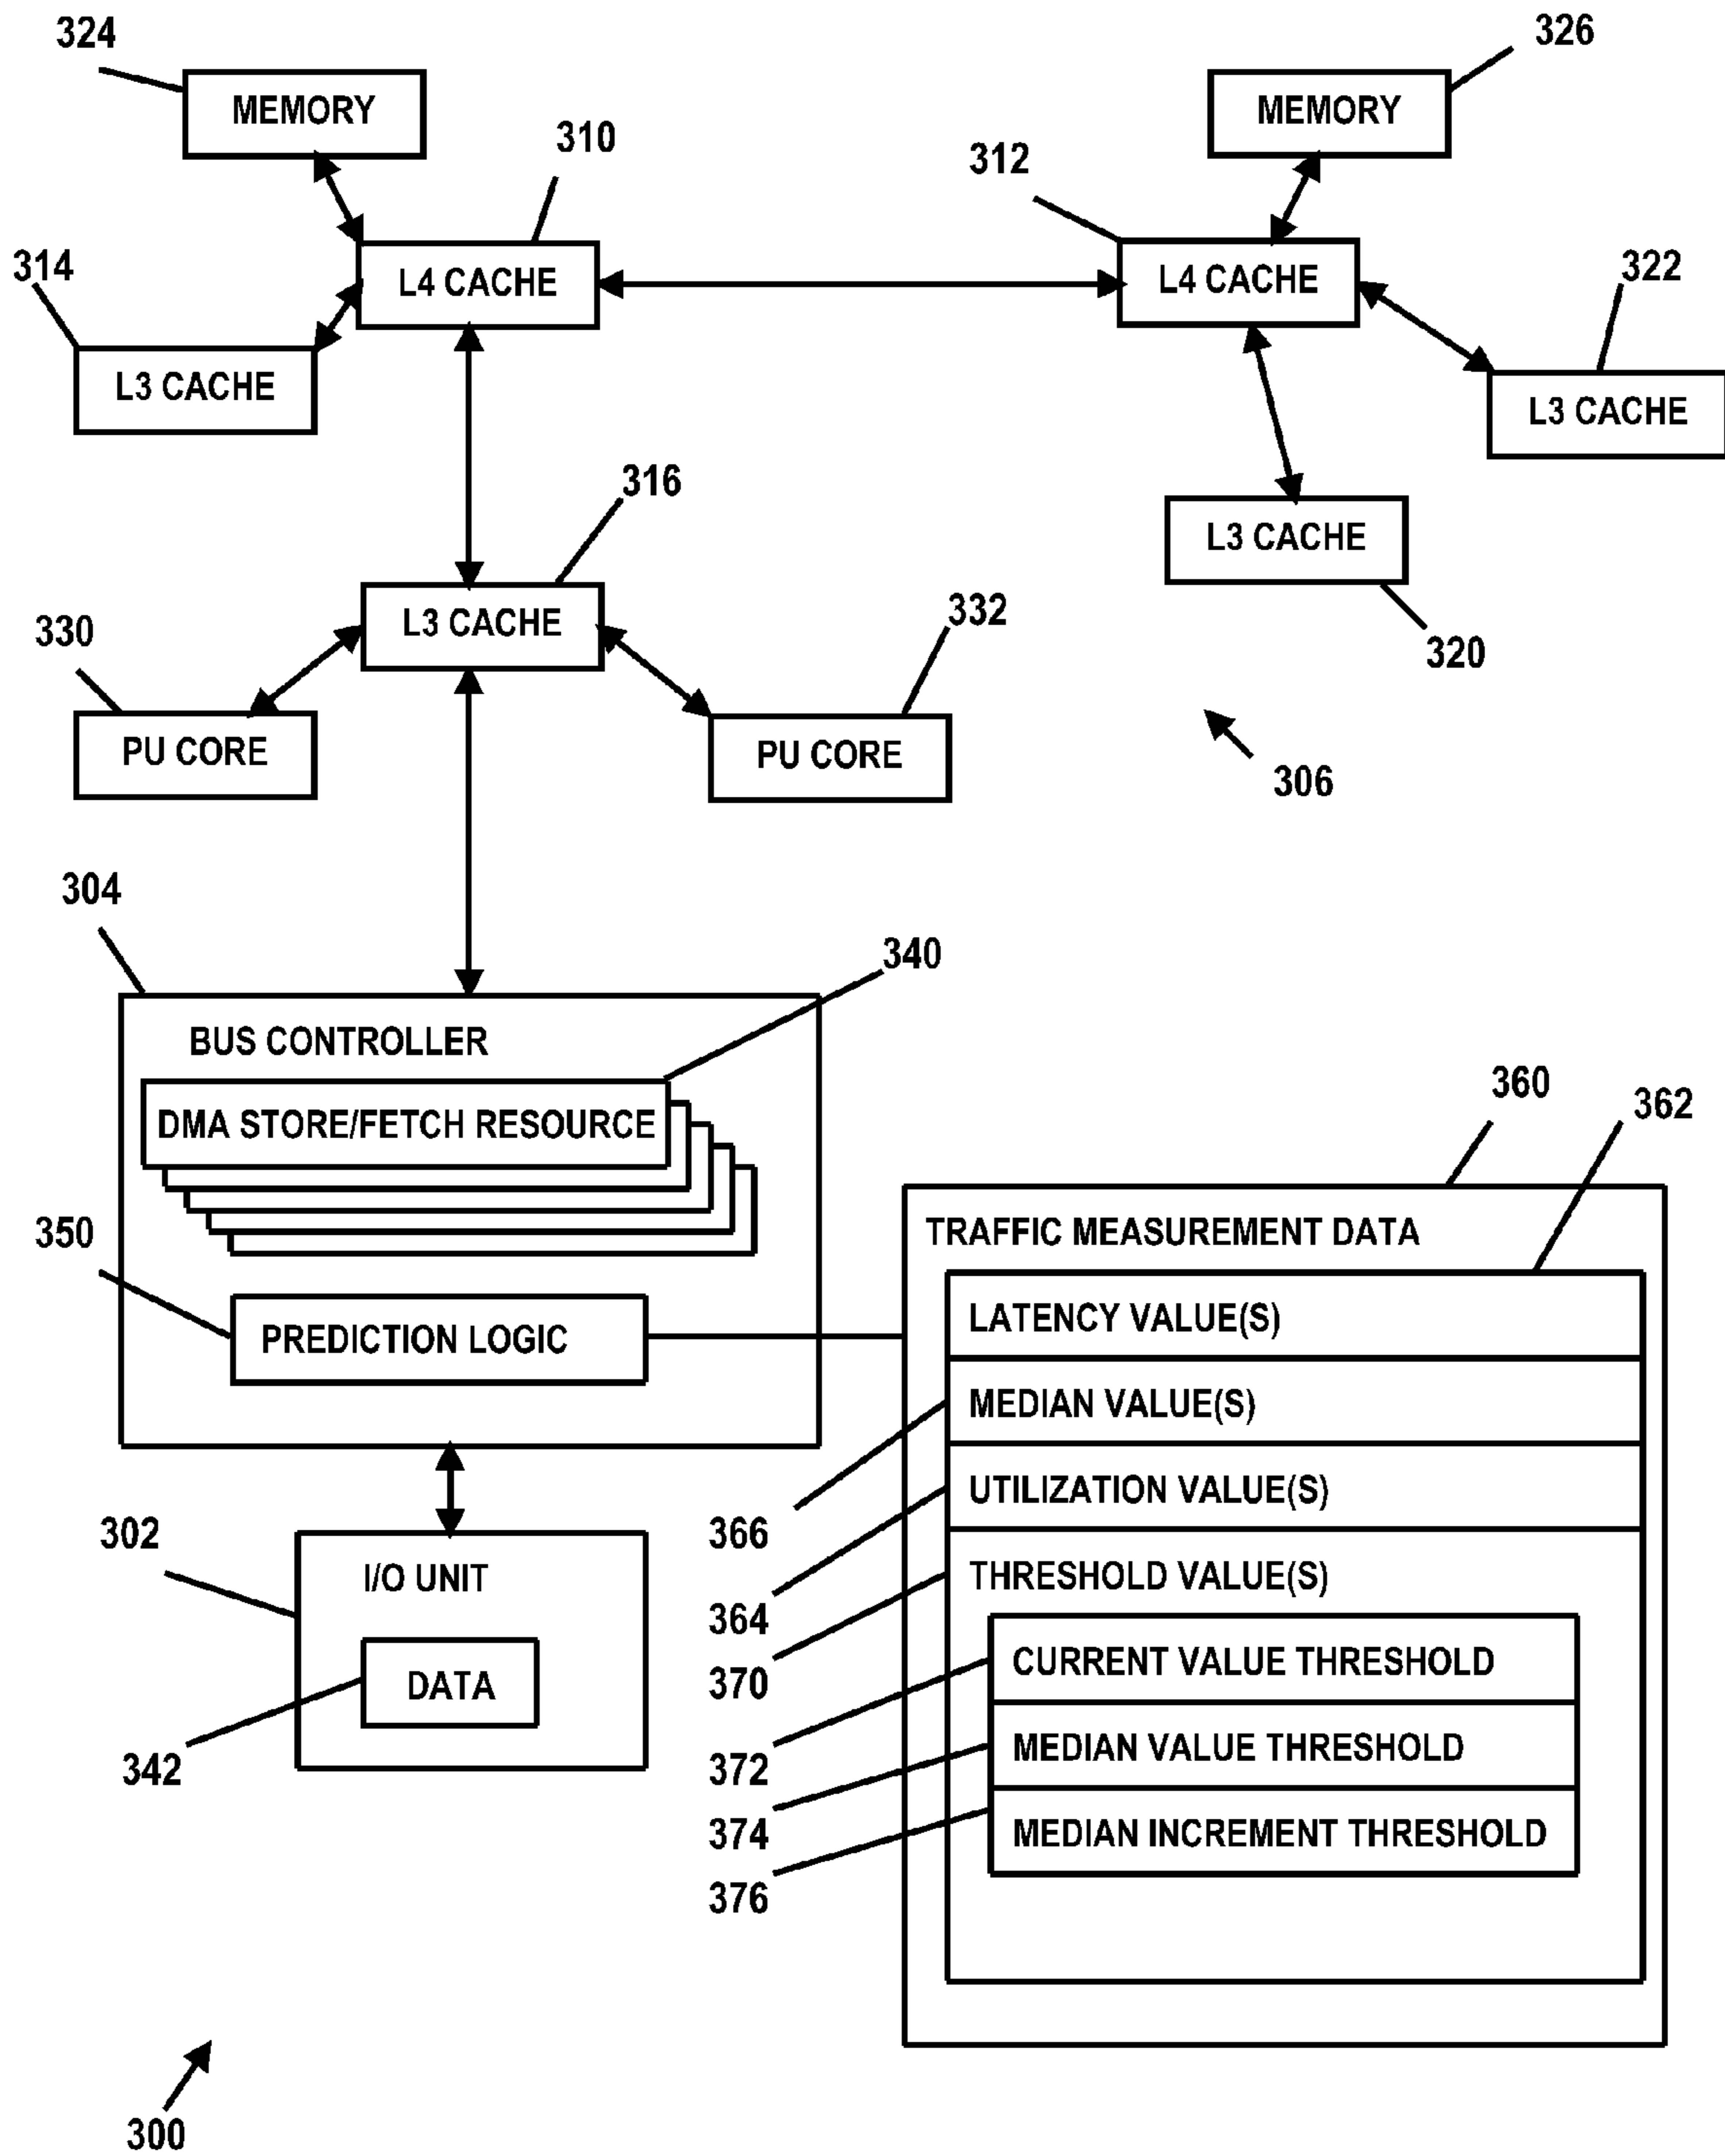 324
326
MEMORY
MEMORY
310
312
314
L4 CACHE
L4 CACHE
322
L3 CACHE
L3 CACHE
316
L3 CACHE
330
L3 CACHE
332
320
PU CORE
PU CORE
306
304
340
BUS CONTROLLER
DMA STORE/FETCH RESOURCE
360
362
350
TRAFFIC MEASUREMENT DATA
PREDICTION LOGIC
LATENCY VALUE(S)
MEDIAN VALUE(S)
UTILIZATION VALUE(S)
302
366
I/O UNIT
THRESHOLD VALUE(S)
364
370
DATA
CURRENT VALUE THRESHOLD
342
372
MEDIAN VALUE THRESHOLD
374
MEDIAN INCREMENT THRESHOLD
376
300